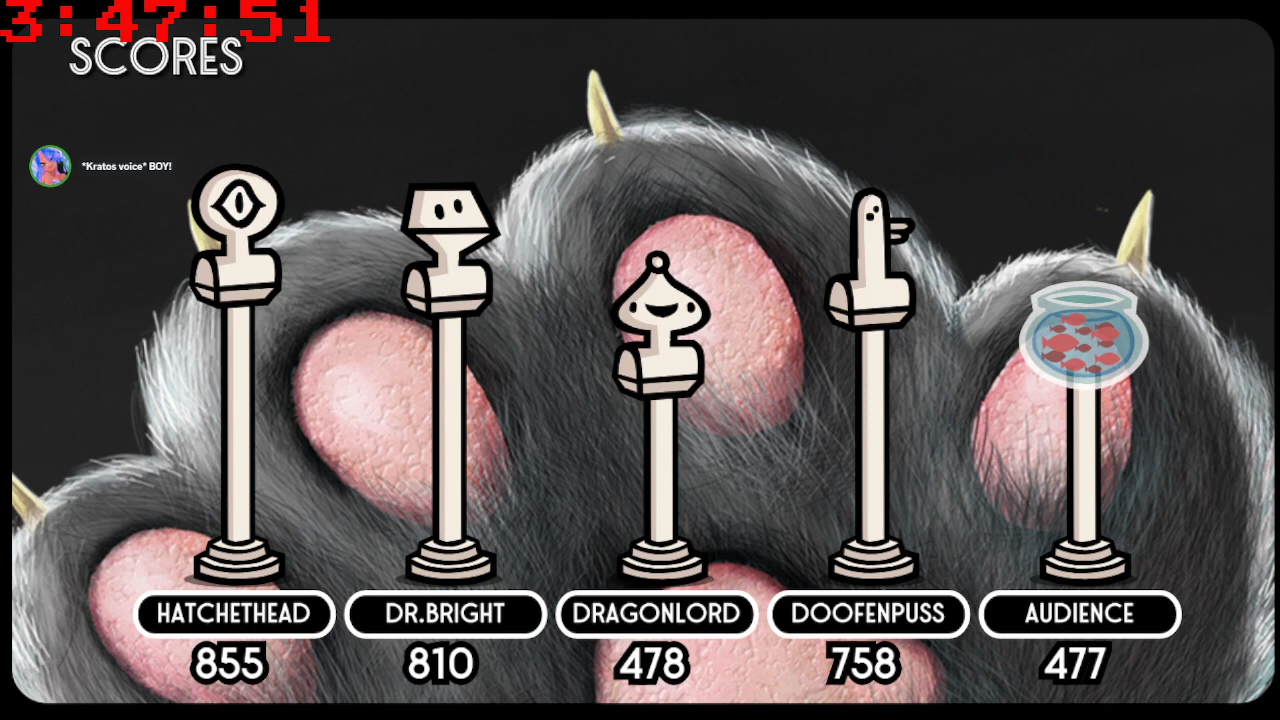 3:47:51
SCORES
*Kratos voice* BOY!
HATCHETHEAD
DR.BRIGHT
DRAGONLORD
DOOFENPUSS
AUDIENCE
855
810
478
758
477